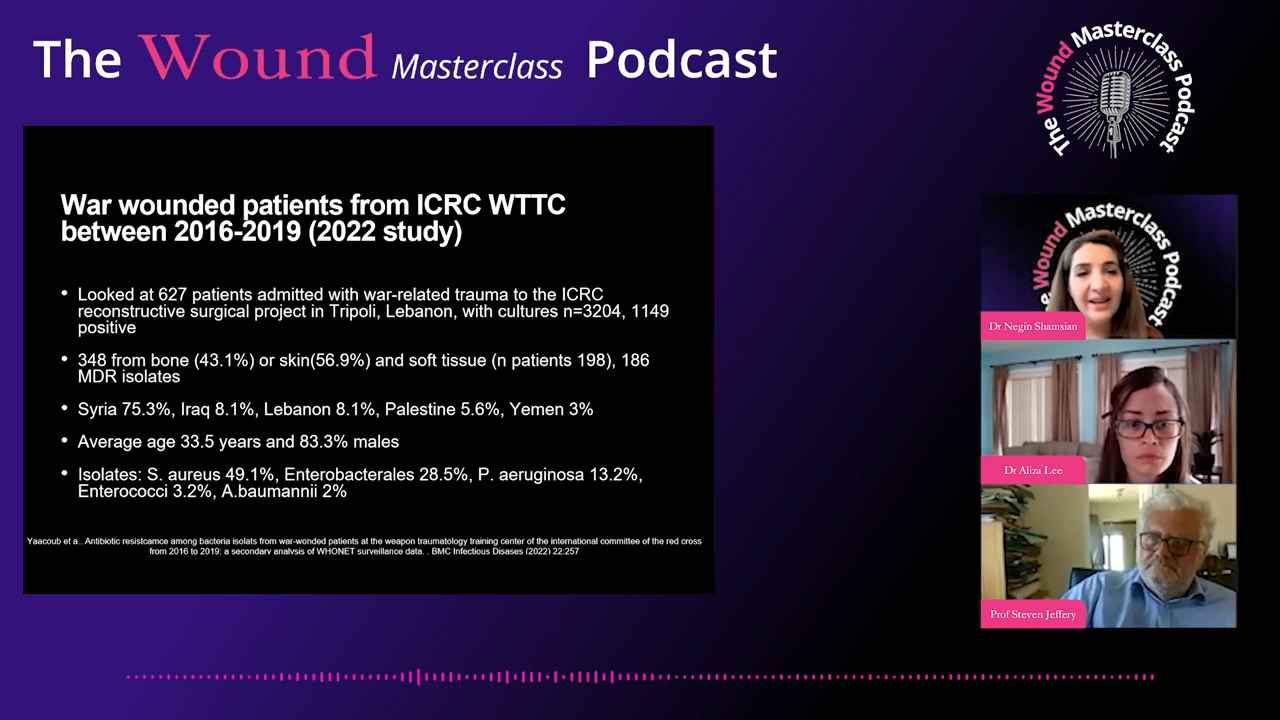 The Wound Masterclass Podcast
The Wound Masterclass Podcast
War wounded patients from ICRC WTTC
between 2016-2019 (2022 study)
• Looked at 627 patients admitted with war-related trauma to the ICRC
reconstructive surgical project in Tripoli, Lebanon, with cultures n=3204, 1149
positive
• 348 from bone (43.1%) or skin(56.9%) and soft tissue (n patients 198), 186
MDR isolates
• Syria 75.3%, Iraq 8.1%, Lebanon 8.1%, Palestine 5.6%, Yemen 3%
• Average age 33.5 years and 83.3% males
• Isolates: S. aureus 49.1%, Enterobacterales 28.5%, P. aeruginosa 13.2%,
Enterococci 3.2%, A.baumannii 2%
Yaacoub et a.. Antibiotic resistcamce among bacteria isolats from war-wonded patients at the weapon traumatology training center of the international committee of the red cross
from 2016 to 2019: a secondarv analysis of WHONET surveillance data. . BMC Infectious Disases (2022) 22:257
e Wound Masterclass Podcast
Dr Negin Shamsian
Dr Aliza Lee
Prof Steven Jeffery